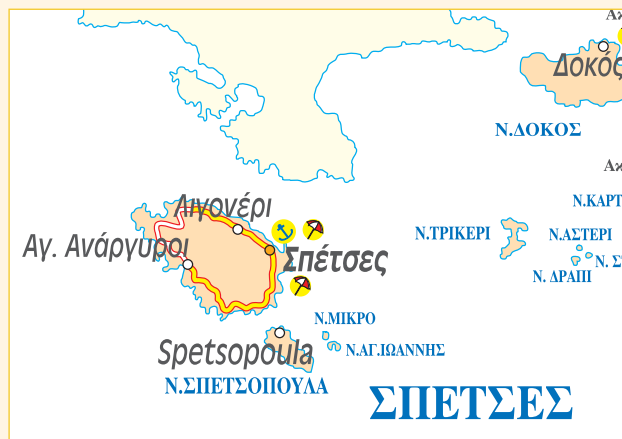 Δοκός
Ν.ΔΟΚΟΣ
Αιγονέρι
Αγ. Ανάργυροι
Σπέτσες
Ν.ΤΡΙΚΕΡΙ
Ν.ΑΣΤΕΡΙ
Ν. ΔΡΑΠΙ
Ν.ΜΙΚΡΟ
Ν.ΑΓ.ΙΩΑΝΝΗΣ
Spetsopoula
Ν.ΣΠΕΤΣΟΠΟΥΛΑ
ΣΠΕΤΣΕΣ